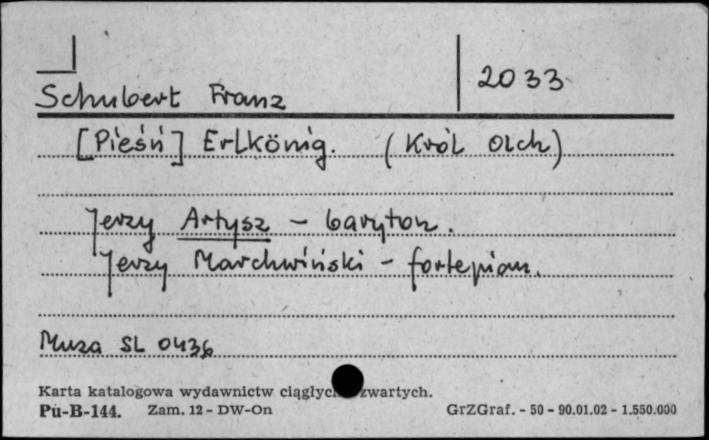 Schubert Franz 2033
[Pieśń] Erlkönig. (Król Olch)
Jerzy Artysz - baryton.
Jerzy Marchwiński - fortepian.
Muza SL 0436
Karta katalogowa wydawnictw ciągłych zwartych.
Pu-B-144. Zam. 12 - DW-On GrZGraf. - 50 - 90.01.02 - 1.550.000